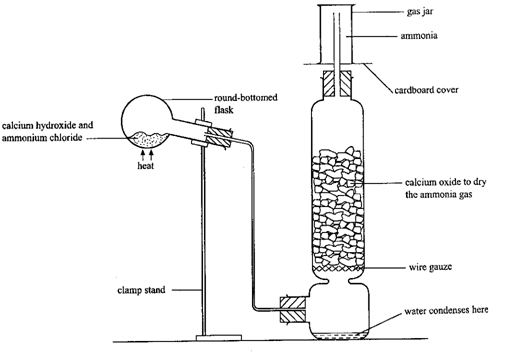 gas jar
ammonia
cardboard cover
round-bottomed
flask
calcium hydroxide and
ammonium chloride
heat
calcium oxide to dry
the ammonia gas
wire gauze
clamp stand
water condenses here